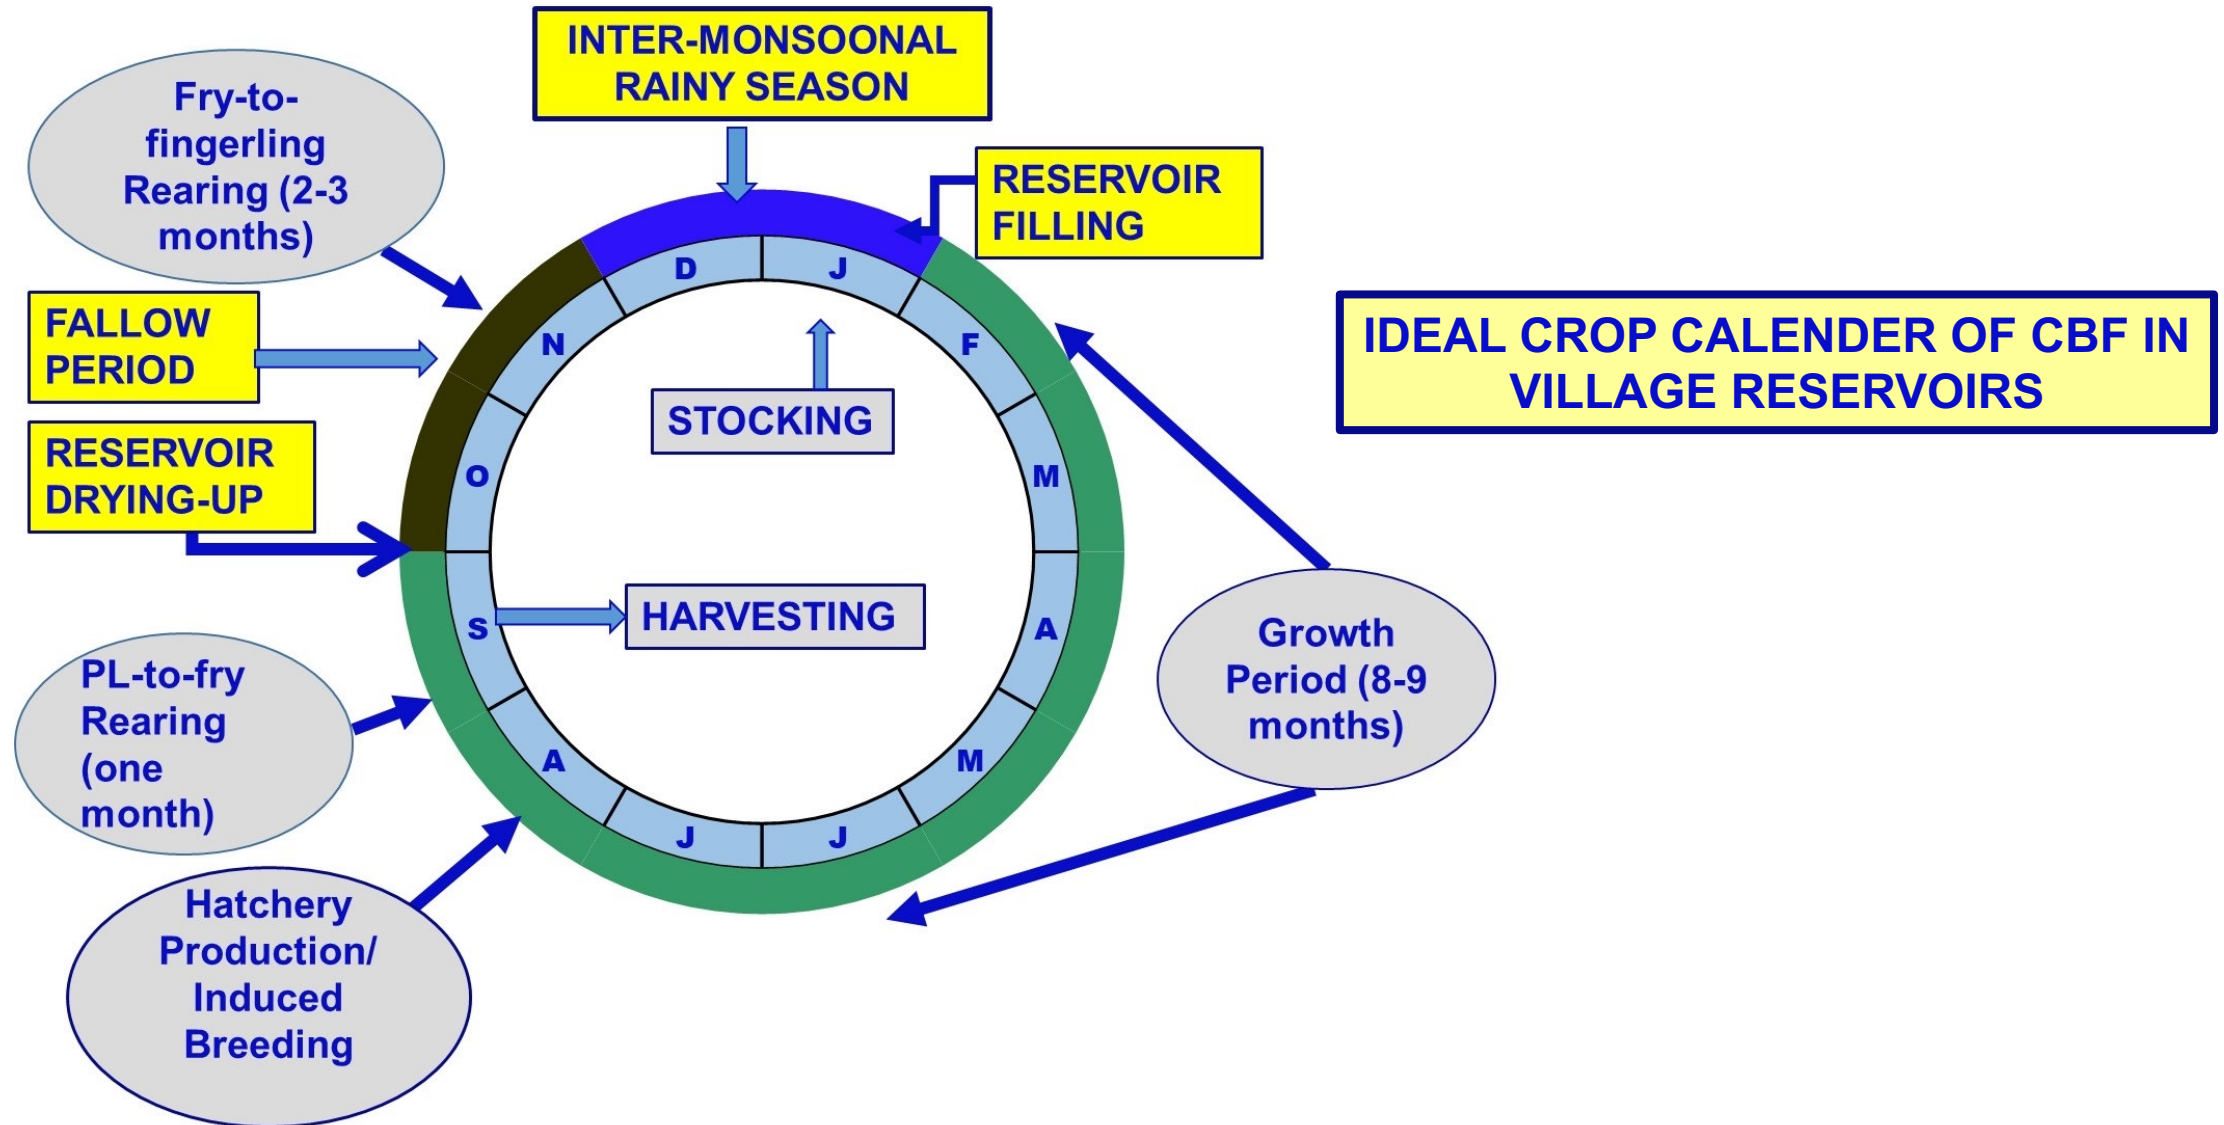 INTER-MONSOONAL
RAINY SEASON
Fry-to-
fingerling
Rearing (2-3
months)
RESERVOIR
FILLING
FALLOW
PERIOD
RESERVOIR
DRYING-UP
IDEAL CROP CALENDER OF CBF IN
VILLAGE RESERVOIRS
D
J
N
F
STOCKING
O
M
S
HARVESTING
A
A
M
J
J
Growth
Period (8-9
months)
PL-to-fry
Rearing
(one
month)
Hatchery
Production/
Induced
Breeding